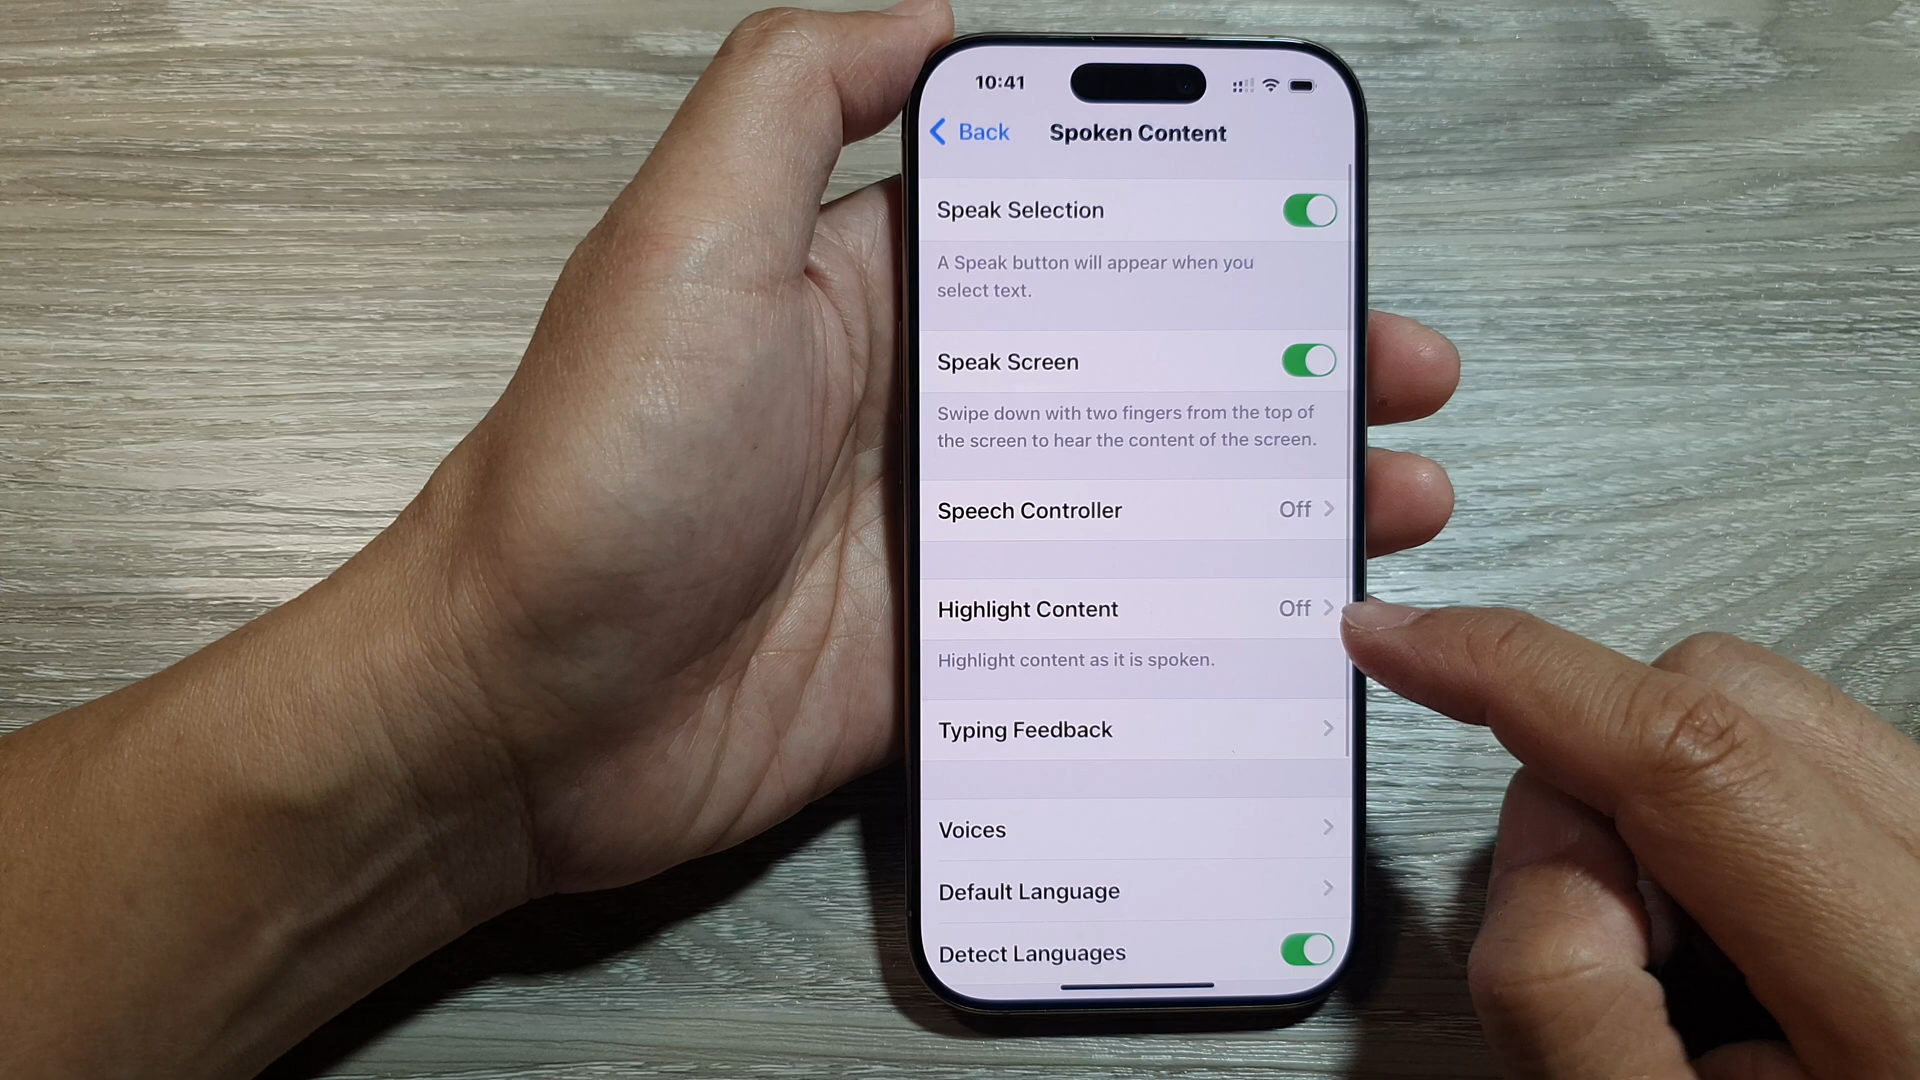 10:41
Back
Spoken Content
Speak Selection
A Speak button will appear when you
select text.
Speak Screen
Swipe down with two fingers from the top of
the screen to hear the content of the screen.
Speech Controller Off
Highlight Content Off
Highlight content as it is spoken.
Typing Feedback
Voices
Default Language
Detect Languages